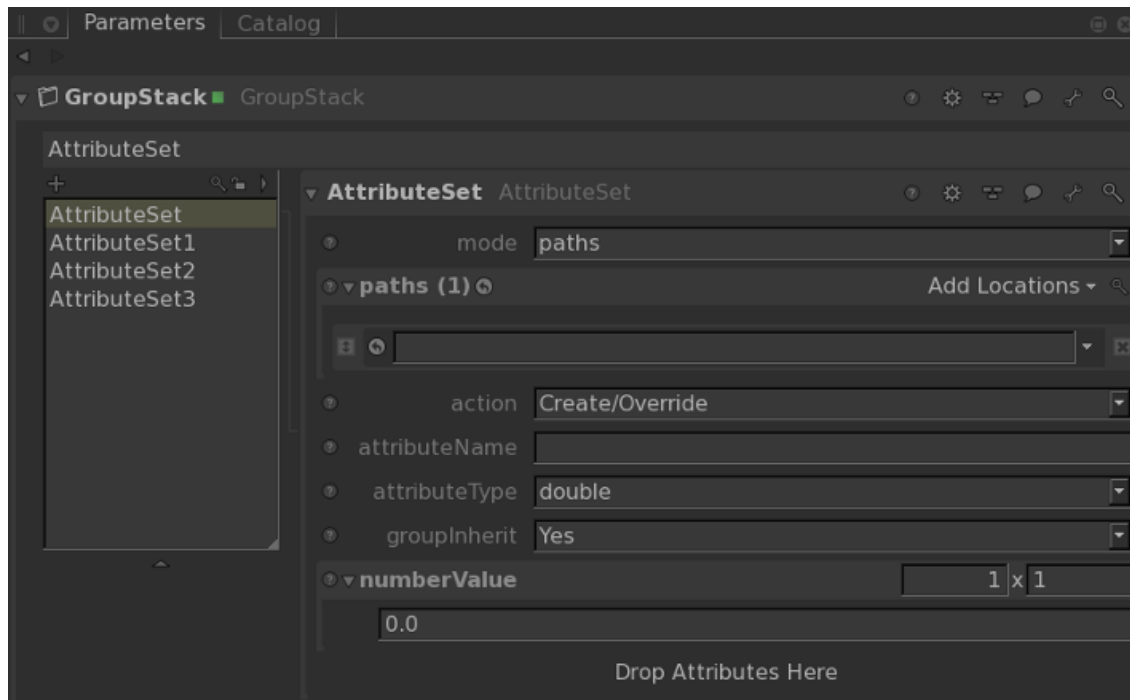 Parameters Catalog
GroupStack GroupStack
AttributeSet
AttributeSet
AttributeSet1
AttributeSet2
AttributeSet3
AttributeSet AttributeSet
mode paths
paths (1) Add Locations
action Create/Override
attributeName
attributeType double
groupInherit Yes
numberValue 1 x 1
0.0
Drop Attributes Here